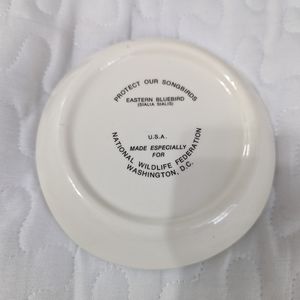 PROTECT OUR SONGBIRDS
EASTERN BLUEBIRD
(SIALIA, SIALIS)
U.S.A.
MADE ESPECIALLY
FOR
NATIONAL WILDLIFE FEDERATION
WASHINGTON, D.C.